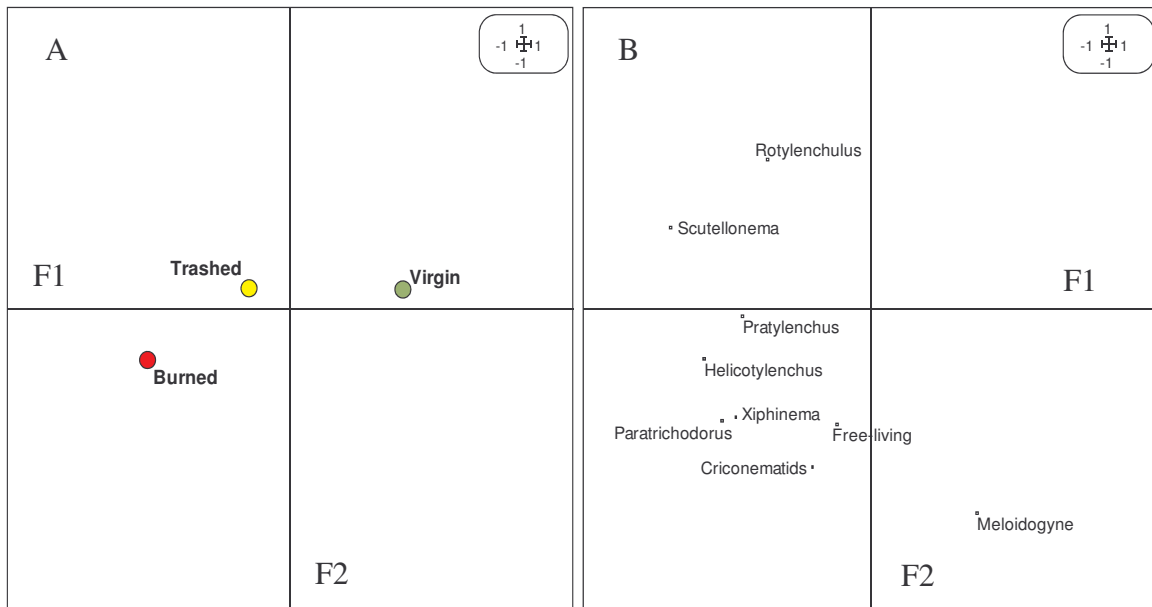 A
1
-1 1
-1
F1
Trashed
Virgin
Burned
F2
B
1
-1 1
-1
Rotylenchulus
Scutellonema
F1
Pratylenchus
Helicotylenchus
Xiphinema
Paratrichodorus
Free-living
Criconematids
Meloidogyne
F2